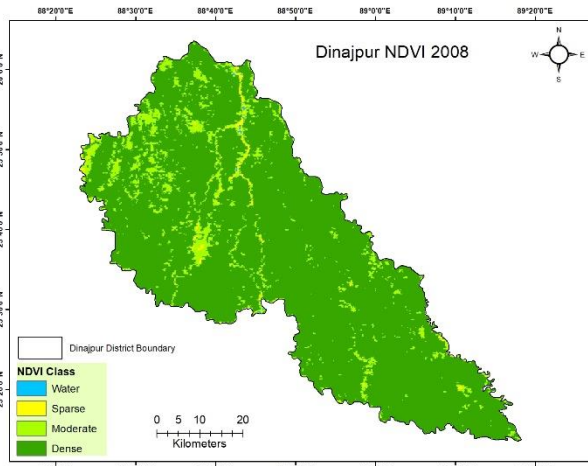 88°20'0"E 88°30'0"E 88°40'0"E 88°50'0"E 89°0'0"E 89°10'0"E 89°20'0"E
Dinajpur NDVI 2008
N
W E
S
Dinajpur District Boundary
NDVI Class
Water
Sparse
Moderate
Dense
0 5 10 20
Kilometers